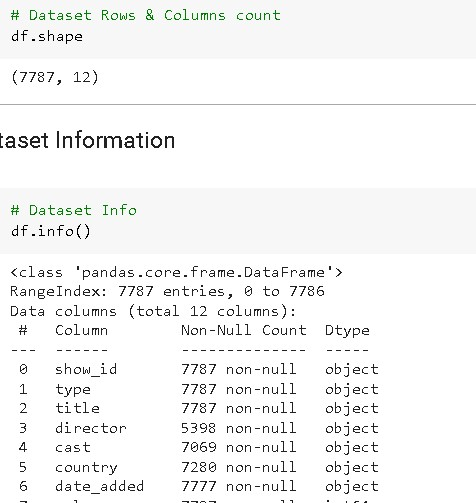 # Dataset Rows & Columns count
df.shape
(7787, 12)
taset Information
# Dataset Info
df.info()
<class 'pandas.core.frame.DataFrame'>
RangeIndex: 7787 entries, 0 to 7786
Data columns (total 12 columns):
#   Column   Non-Null Count   Dtype
---  ------  --------------  -----
0   show_id   7787 non-null   object
1   type   7787 non-null   object
2   title   7787 non-null   object
3   director   5398 non-null   object
4   cast   7069 non-null   object
5   country   7280 non-null   object
6   date_added   7777 non-null   object